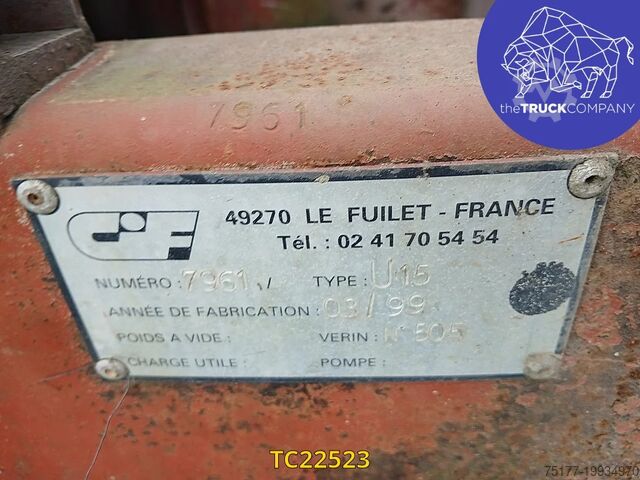 theTRUCKCOMPANY
7961
CIF
49270 LE FUILET - FRANCE
Tél. : 02 41 70 54 54
NUMÉRO : 7961 / TYPE : U15
ANNÉE DE FABRICATION : 03/99
POIDS A VIDE : VERIN : N° 505
CHARGE UTILE : POMPE :
TC22523
75177-19934970